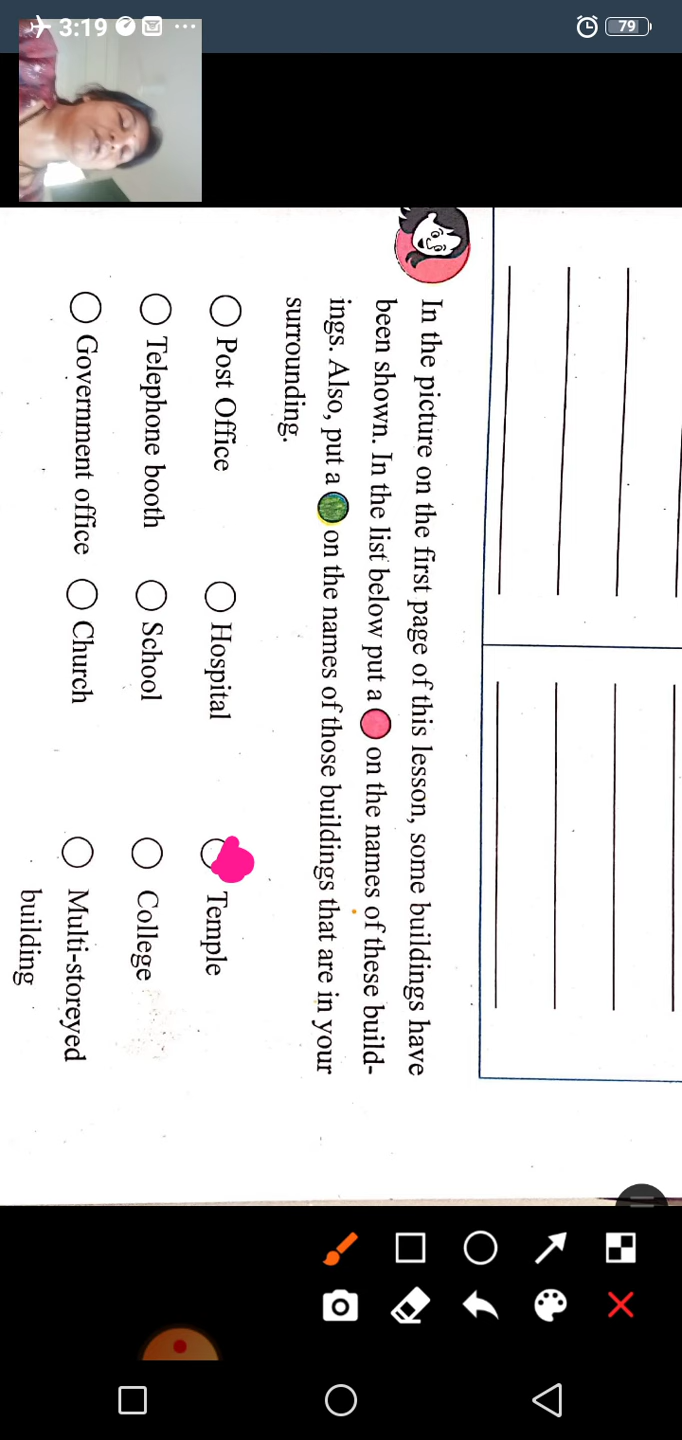 3:19
79
In the picture on the first page of this lesson, some buildings have
been shown. In the list below put a on the names of these build-
ings. Also, put a on the names of those buildings that are in your
surrounding.
Post Office Hospital Temple
Telephone booth School College
Government office Church Multi-storeyed
building